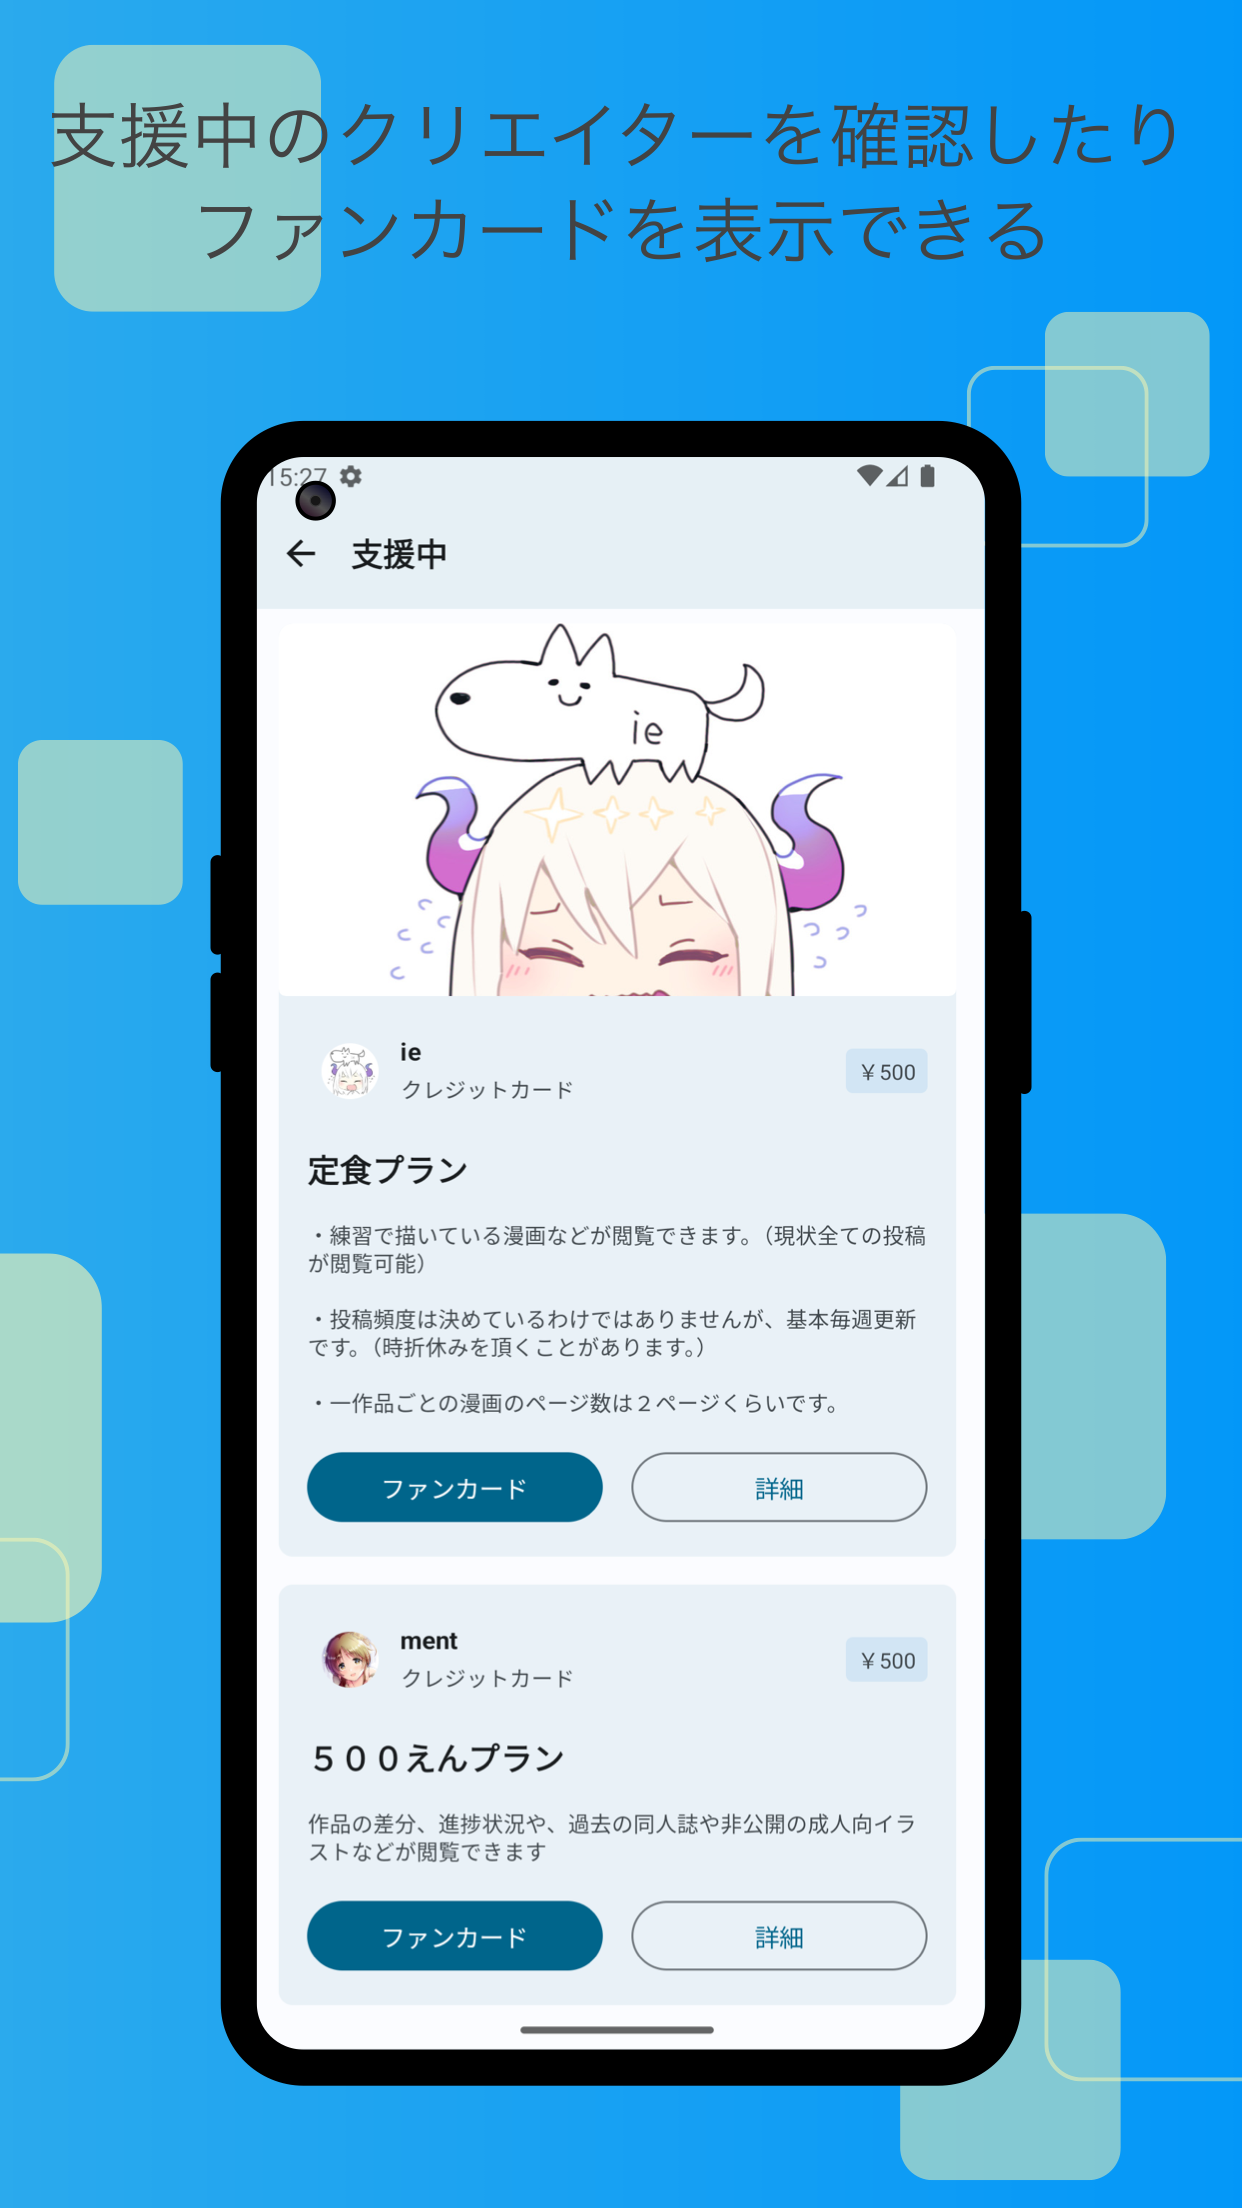 支援中のクリエイターを確認したり
ファンカードを表示できる
15:27
支援中
ie
ie
クレジットカード
￥500
定食プラン
・練習で描いている漫画などが閲覧できます。（現状全ての投稿
が閲覧可能）
・投稿頻度は決めているわけではありませんが、基本毎週更新
です。（時折休みを頂くことがあります。）
・一作品ごとの漫画のページ数は２ページくらいです。
ファンカード
詳細
ment
クレジットカード
￥500
５００えんプラン
作品の差分、進捗状況や、過去の同人誌や非公開の成人向イラ
ストなどが閲覧できます
ファンカード
詳細